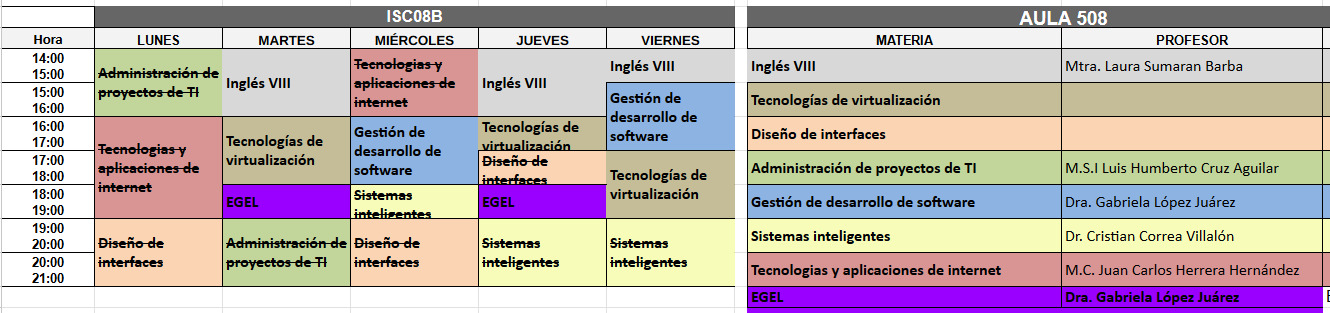 ISC08B
AULA 508
Hora LUNES MARTES MIÉRCOLES JUEVES VIERNES
MATERIA PROFESOR
14:00
15:00
15:00
16:00
16:00
17:00
17:00
18:00
18:00
19:00
19:00
20:00
20:00
21:00
Administración de
proyectos de TI
Tecnologias y
aplicaciones de
internet
Diseño de
interfaces
Inglés VIII
Tecnologías de
virtualización
EGEL
Administración de
proyectos de TI
Tecnologias y
aplicaciones de
internet
Gestión de
desarrollo de
software
Sistemas
inteligentes
Diseño de
interfaces
Inglés VIII
Tecnologías de
virtualización
Diseño de
interfaces
EGEL
Sistemas
inteligentes
Inglés VIII
Gestión de
desarrollo de
software
Tecnologías de
virtualización
Sistemas
inteligentes
Inglés VIII Mtra. Laura Sumaran Barba
Tecnologías de virtualización
Diseño de interfaces
Administración de proyectos de TI M.S.I Luis Humberto Cruz Aguilar
Gestión de desarrollo de software Dra. Gabriela López Juárez
Sistemas inteligentes Dr. Cristian Correa Villalón
Tecnologias y aplicaciones de internet M.C. Juan Carlos Herrera Hernández
EGEL Dra. Gabriela López Juárez